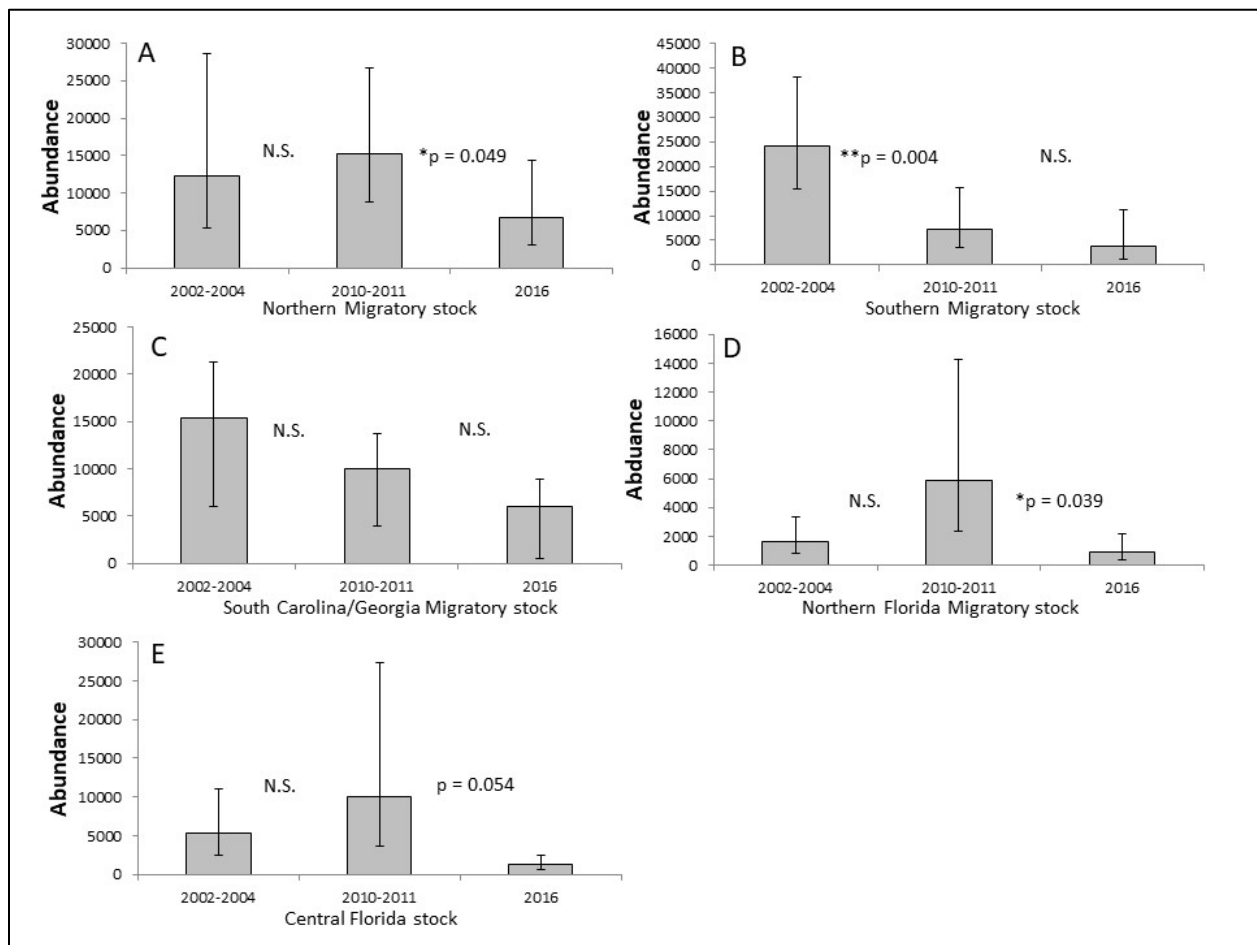 A
Abundance
30000
25000
20000
15000
10000
5000
0
N.S.
*p = 0.049
2002-2004
2010-2011
2016
Northern Migratory stock
B
Abundance
45000
40000
35000
30000
25000
20000
15000
10000
5000
0
**p = 0.004
N.S.
2002-2004
2010-2011
2016
Southern Migratory stock
C
Abundance
25000
20000
15000
10000
5000
0
N.S.
N.S.
2002-2004
2010-2011
2016
South Carolina/Georgia Migratory stock
D
Abduance
16000
14000
12000
10000
8000
6000
4000
2000
0
N.S.
*p = 0.039
2002-2004
2010-2011
2016
Northern Florida Migratory stock
E
Abundance
30000
25000
20000
15000
10000
5000
0
N.S.
p = 0.054
2002-2004
2010-2011
2016
Central Florida stock